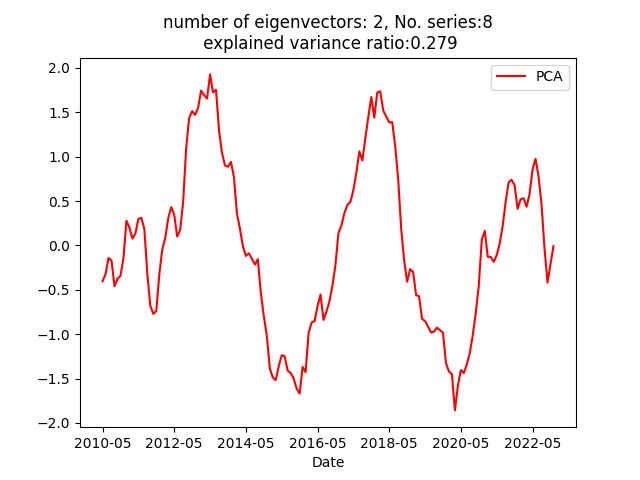 number of eigenvectors: 2, No. series:8
explained variance ratio:0.279
PCA
2.0
1.5
1.0
0.5
0.0
−0.5
−1.0
−1.5
−2.0
2010-05 2012-05 2014-05 2016-05 2018-05 2020-05 2022-05
Date